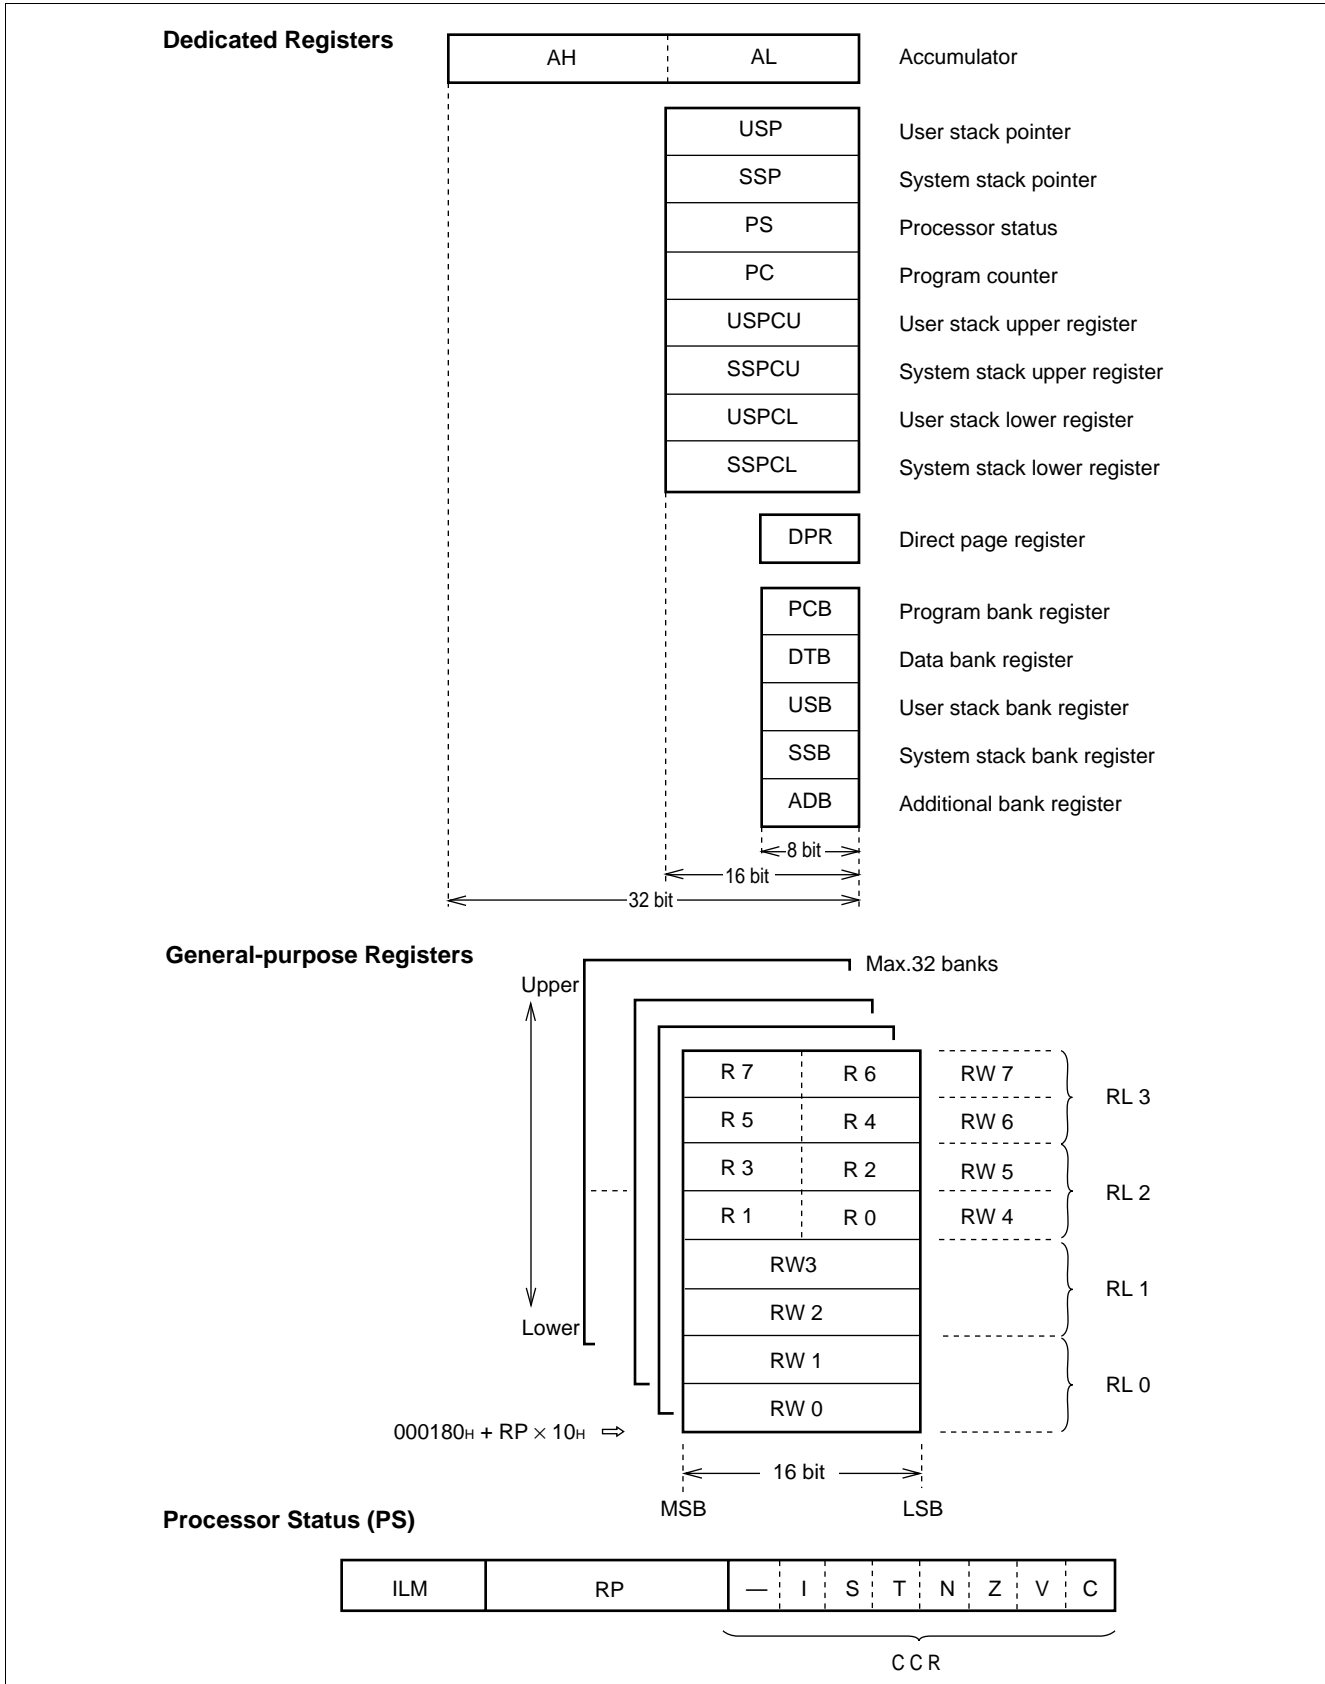 Dedicated Registers
AH AL Accumulator
USP User stack pointer
SSP System stack pointer
PS Processor status
PC Program counter
USPCU User stack upper register
SSPCU System stack upper register
USPCL User stack lower register
SSPCL System stack lower register
DPR Direct page register
PCB Program bank register
DTB Data bank register
USB User stack bank register
SSB System stack bank register
ADB Additional bank register
8 bit
16 bit
32 bit
General-purpose Registers
Max.32 banks
Upper
R 7 R 6 RW 7
RL 3
R 5 R 4 RW 6
R 3 R 2 RW 5
RL 2
R 1 R 0 RW 4
RW3
RL 1
RW 2
Lower
RW 1
RL 0
RW 0
000180H + RP × 10H ⇨
16 bit
MSB LSB
Processor Status (PS)
ILM RP — I S T N Z V C
CCR